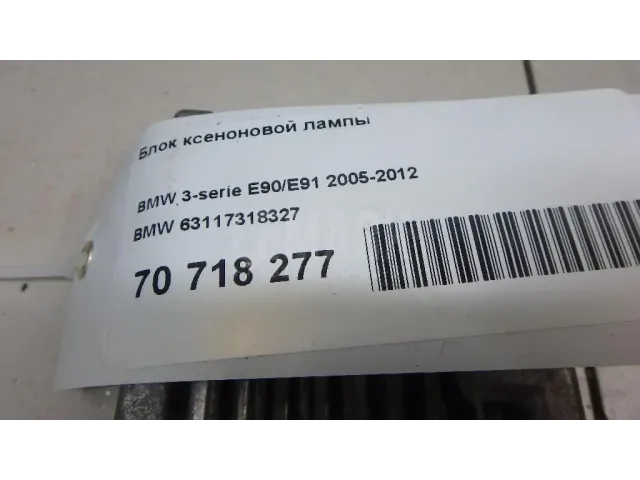 Блок ксеноновой лампы
BMW 3-serie E90/E91 2005-2012
BMW 63117318327
70 718 277